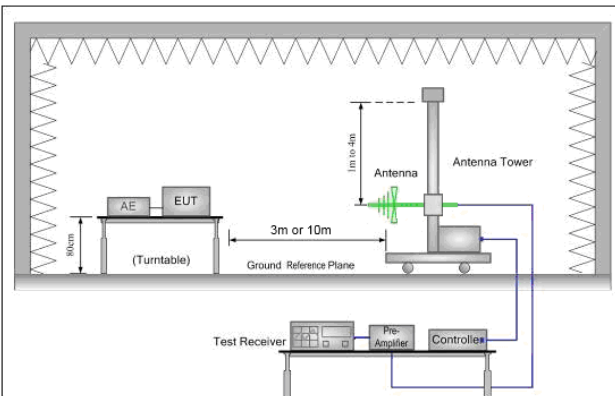 1m to 4m
Antenna
Antenna Tower
AE
EUT
80cm
(Turntable)
3m or 10m
Ground Reference Plane
Test Receiver
Pre-
Amplifier
Controller